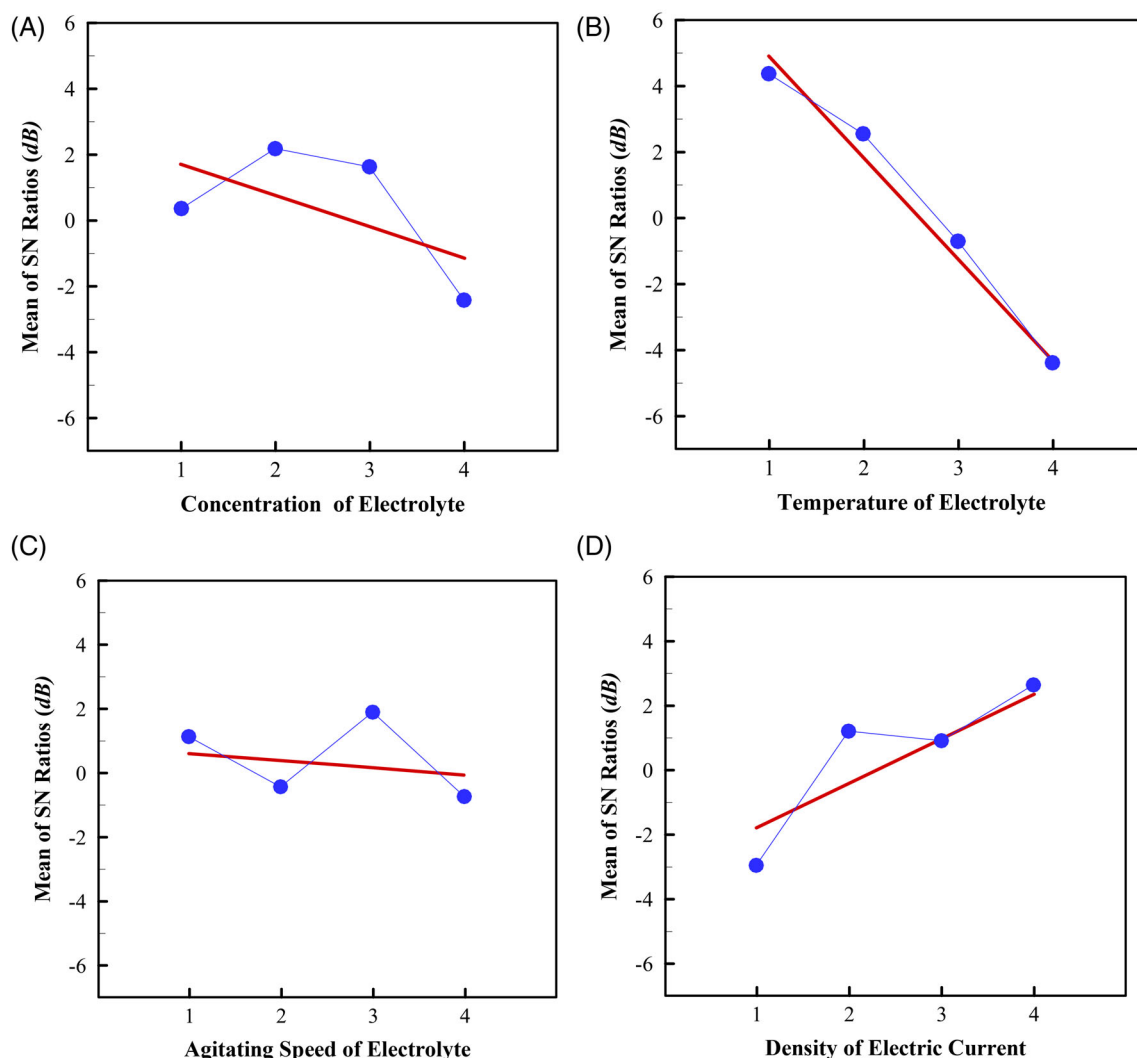 (A)
6
4
2
0
-2
-4
-6
Mean of SN Ratios (dB)
1 2 3 4
Concentration of Electrolyte
(B)
6
4
2
0
-2
-4
-6
Mean of SN Ratios (dB)
1 2 3 4
Temperature of Electrolyte
(C)
6
4
2
0
-2
-4
-6
Mean of SN Ratios (dB)
1 2 3 4
Agitating Speed of Electrolyte
(D)
6
4
2
0
-2
-4
-6
Mean of SN Ratios (dB)
1 2 3 4
Density of Electric Current